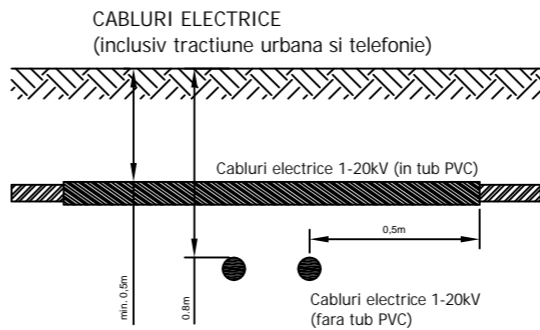 CABLURI ELECTRICE
(inclusiv tractiune urbana si telefonie)
Cabluri electrice 1-20kV (in tub PVC)
0,5m
min. 0,5m
0.8m
Cabluri electrice 1-20kV
(fara tub PVC)